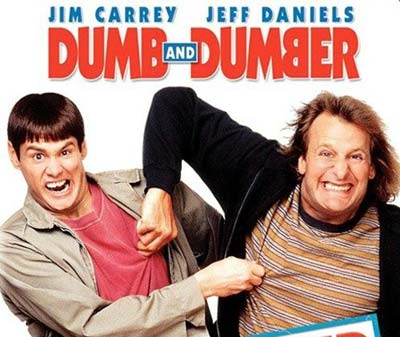 JIM CARREY JEFF DANIELS
DUMB AND DUMBER